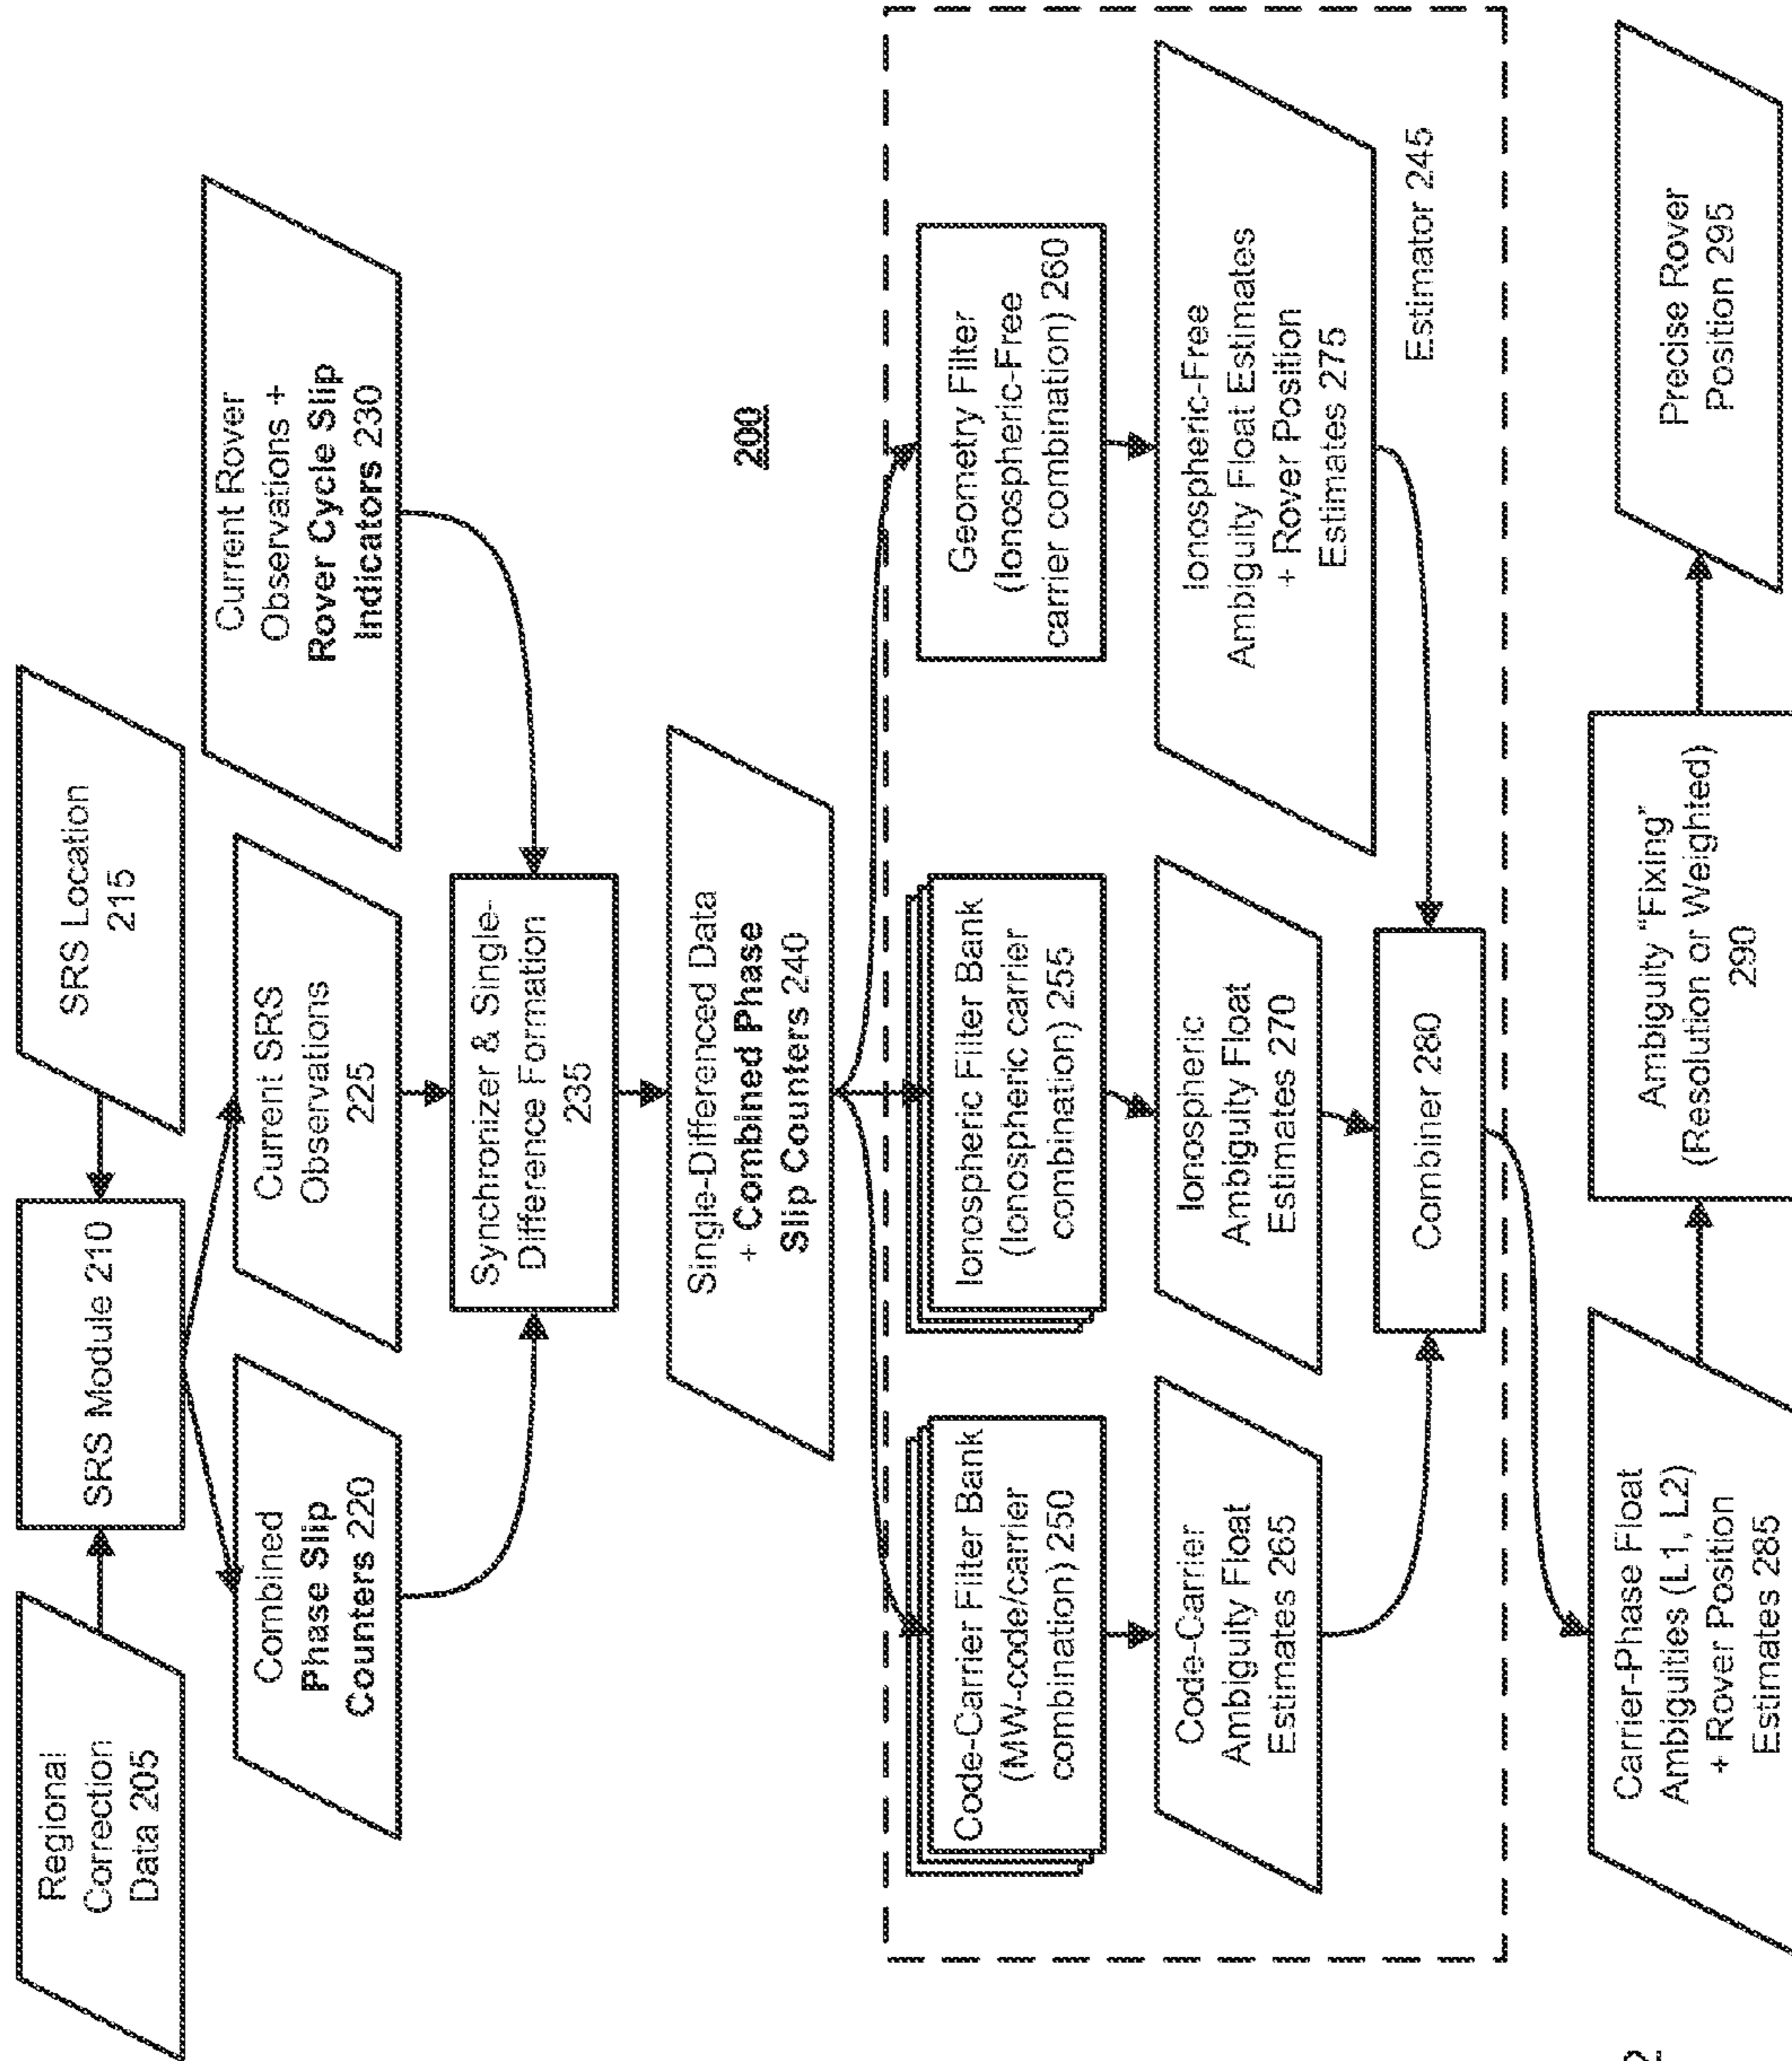 Regional
Correction
Data 205
SRS Module 210
SRS Location
215
Combined
Phase Slip
Counters 220
Current SRS
Observations
225
Current Rover
Observations +
Rover Cycle Slip
Indicators 230
Synchronizer & Single-
Difference Formation
235
200
Single-Differenced Data
+ Combined Phase
Slip Counters 240
Code-Carrier Filter Bank
(MW-code/carrier
combination) 250
Ionospheric Filter Bank
(Ionospheric carrier
combination) 255
Geometry Filter
(Ionospheric-Free
carrier combination) 260
Code-Carrier
Ambiguity Float
Estimates 265
Ionospheric
Ambiguity Float
Estimates 270
Ionospheric-Free
Ambiguity Float Estimates
+ Rover Position
Estimates 275
Estimator 245
Combiner 280
Carrier-Phase Float
Ambiguities (L1, L2)
+ Rover Position
Estimates 285
Ambiguity "Fixing"
(Resolution or Weighted)
290
Precise Rover
Position 295